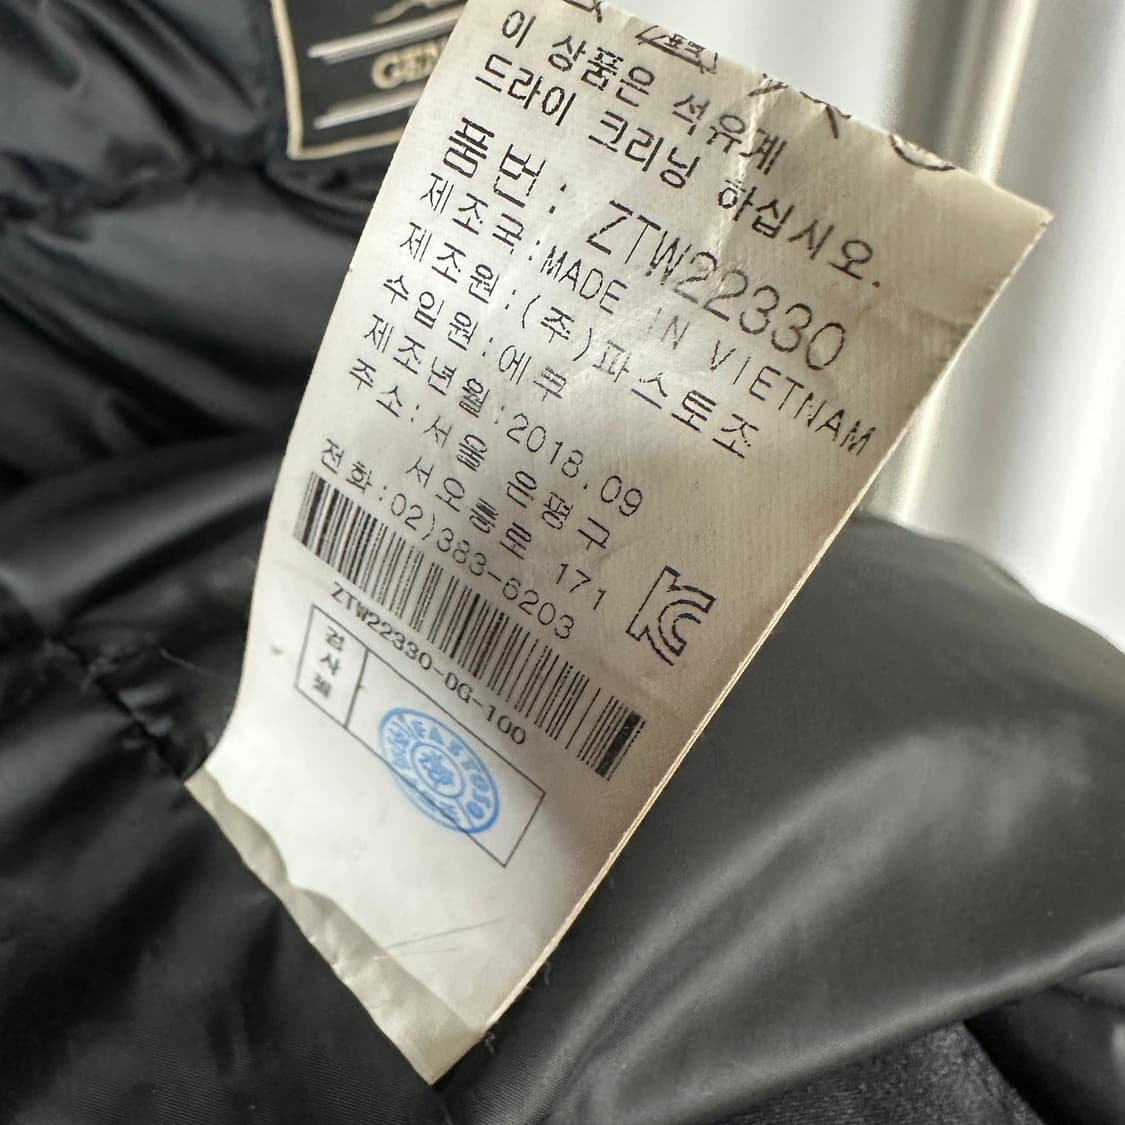 이 상품은 석유계
드라이 크리닝 하십시오.
품번: ZTW22330
제조국:MADE IN VIETNAM
제조원:(주)파스토조
수입원:에뿌
제조년월:2018.09
주소:서울 은평구
서오릉로 171
전화:02)383-6203
ZTW22330-DG-100
검사필
FASTOSO